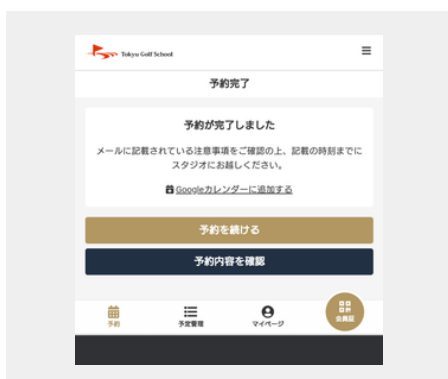 Tokyu Golf School
予約完了
予約が完了しました
メールに記載されている注意事項をご確認の上、記載の時刻までに
スタジオにお越しください。
Googleカレンダーに追加する
予約を続ける
予約内容を確認
予約
予定管理
マイページ
会員証